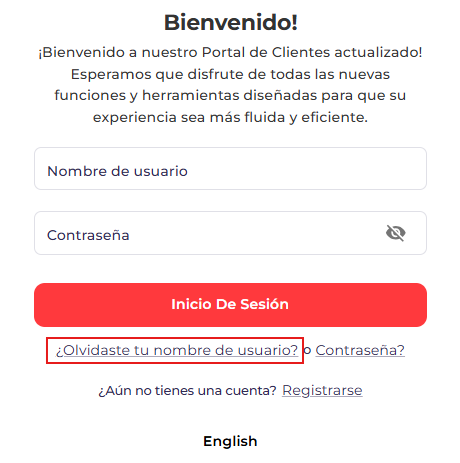 Bienvenido!
¡Bienvenido a nuestro Portal de Clientes actualizado!
Esperamos que disfrute de todas las nuevas
funciones y herramientas diseñadas para que su
experiencia sea más fluida y eficiente.
Nombre de usuario
Contraseña
Inicio De Sesión
¿Olvidaste tu nombre de usuario? o Contraseña?
¿Aún no tienes una cuenta? Registrarse
English